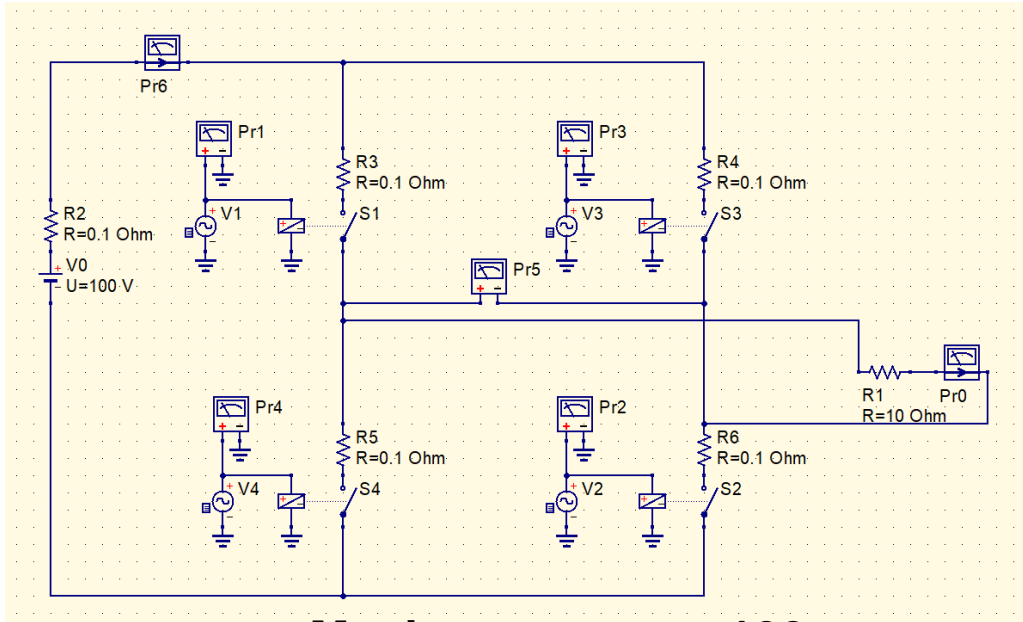 Pr6
Pr1
Pr3
R3
R=0.1 Ohm
R4
R=0.1 Ohm
R2
R=0.1 Ohm
V1
S1
V3
S3
V0
U=100 V
Pr5
R1
R=10 Ohm
Pr0
Pr4
Pr2
R5
R=0.1 Ohm
R6
R=0.1 Ohm
V4
S4
V2
S2